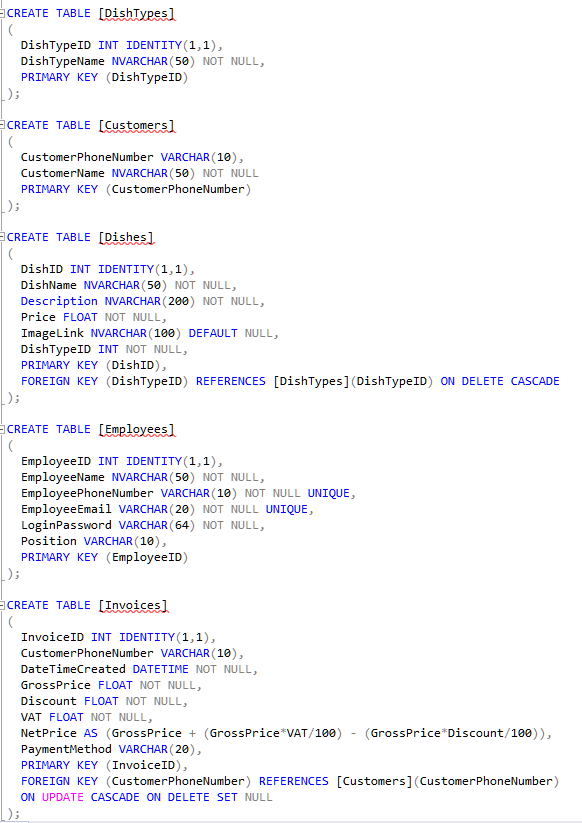 CREATE TABLE [DishTypes]
(
DishTypeID INT IDENTITY(1,1),
DishTypeName NVARCHAR(50) NOT NULL,
PRIMARY KEY (DishTypeID)
);
CREATE TABLE [Customers]
(
CustomerPhoneNumber VARCHAR(10),
CustomerName NVARCHAR(50) NOT NULL
PRIMARY KEY (CustomerPhoneNumber)
);
CREATE TABLE [Dishes]
(
DishID INT IDENTITY(1,1),
DishName NVARCHAR(50) NOT NULL,
Description NVARCHAR(200) NOT NULL,
Price FLOAT NOT NULL,
ImageLink NVARCHAR(100) DEFAULT NULL,
DishTypeID INT NOT NULL,
PRIMARY KEY (DishID),
FOREIGN KEY (DishTypeID) REFERENCES [DishTypes](DishTypeID) ON DELETE CASCADE
);
CREATE TABLE [Employees]
(
EmployeeID INT IDENTITY(1,1),
EmployeeName NVARCHAR(50) NOT NULL,
EmployeePhoneNumber VARCHAR(10) NOT NULL UNIQUE,
EmployeeEmail VARCHAR(20) NOT NULL UNIQUE,
LoginPassword VARCHAR(64) NOT NULL,
Position VARCHAR(10),
PRIMARY KEY (EmployeeID)
);
CREATE TABLE [Invoices]
(
InvoiceID INT IDENTITY(1,1),
CustomerPhoneNumber VARCHAR(10),
DateTimeCreated DATETIME NOT NULL,
GrossPrice FLOAT NOT NULL,
Discount FLOAT NOT NULL,
VAT FLOAT NOT NULL,
NetPrice AS (GrossPrice + (GrossPrice*VAT/100) - (GrossPrice*Discount/100)),
PaymentMethod VARCHAR(20),
PRIMARY KEY (InvoiceID),
FOREIGN KEY (CustomerPhoneNumber) REFERENCES [Customers](CustomerPhoneNumber)
ON UPDATE CASCADE ON DELETE SET NULL
);